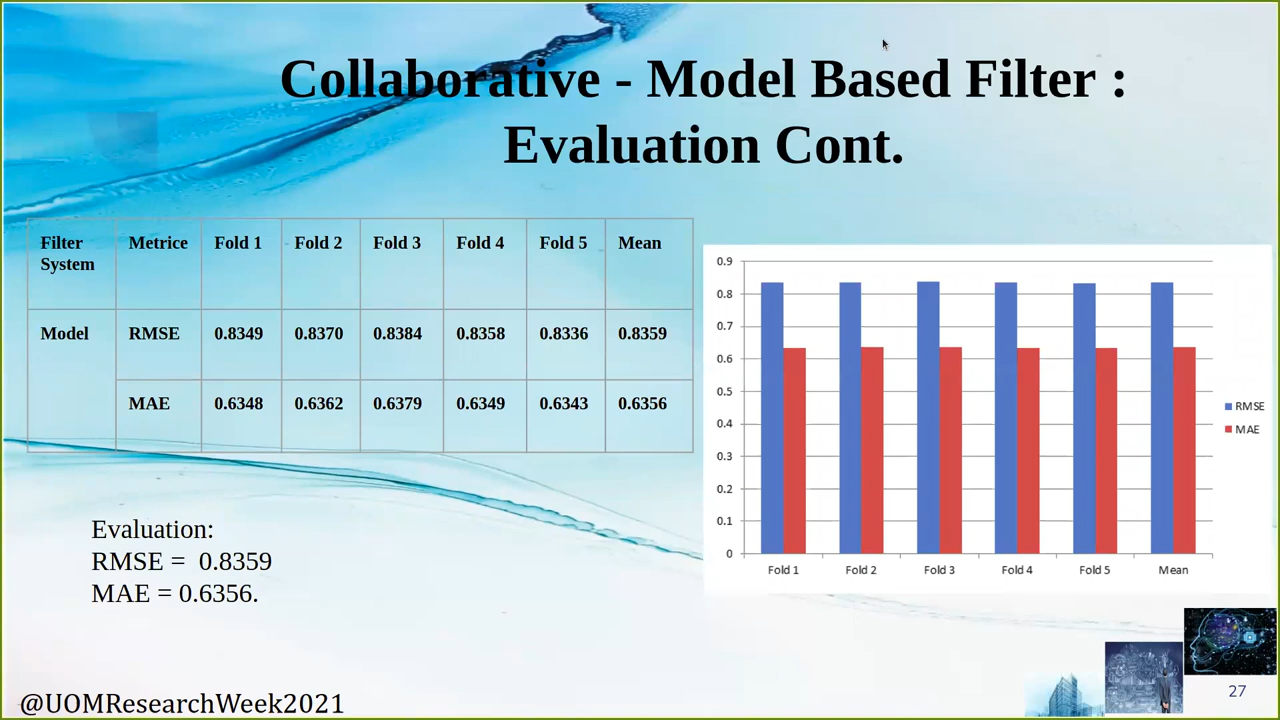 Collaborative - Model Based Filter :
Evaluation Cont.
Filter System Metrice Fold 1 Fold 2 Fold 3 Fold 4 Fold 5 Mean
Model RMSE 0.8349 0.8370 0.8384 0.8358 0.8336 0.8359
MAE 0.6348 0.6362 0.6379 0.6349 0.6343 0.6356
Evaluation:
RMSE = 0.8359
MAE = 0.6356.
0.9
0.8
0.7
0.6
0.5
0.4
0.3
0.2
0.1
0
Fold 1 Fold 2 Fold 3 Fold 4 Fold 5 Mean
RMSE
MAE
@UOMResearchWeek2021
27